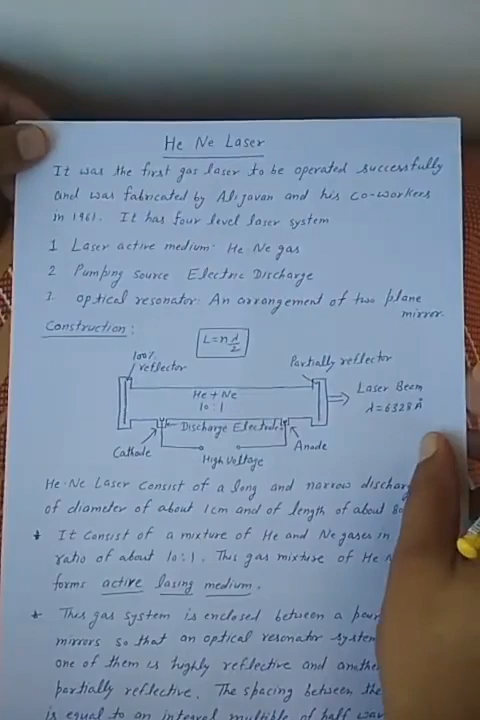 He Ne Laser
It was the first gas laser to be operated successfully
and was fabricated by Ali Javan and his co-workers
in 1961. It has four level laser system
1 Laser active medium: He-Ne gas
2 Pumping source Electric Discharge
3. optical resonator: An arrangement of two plane
mirror.
Construction:
L=nλ/2
100%
reflector
Partially reflector
He + Ne
10 : 1
Laser Beam
λ = 6328 Å
Discharge Electrode
Cathode
Anode
High Voltage
He-Ne Laser consist of a long and narrow discharge
of diameter of about 1cm and of length of about 80
* It consist of a mixture of He and Ne gases in
ratio of about 10:1. This gas mixture of He
forms active lasing medium.
* This gas system is enclosed between a pair
mirrors so that an optical resonator system
one of them is highly reflective and another
partially reflective. The spacing between the
is equal to an integral multiple of half wav